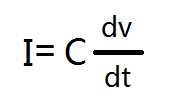 I= C dv/dt